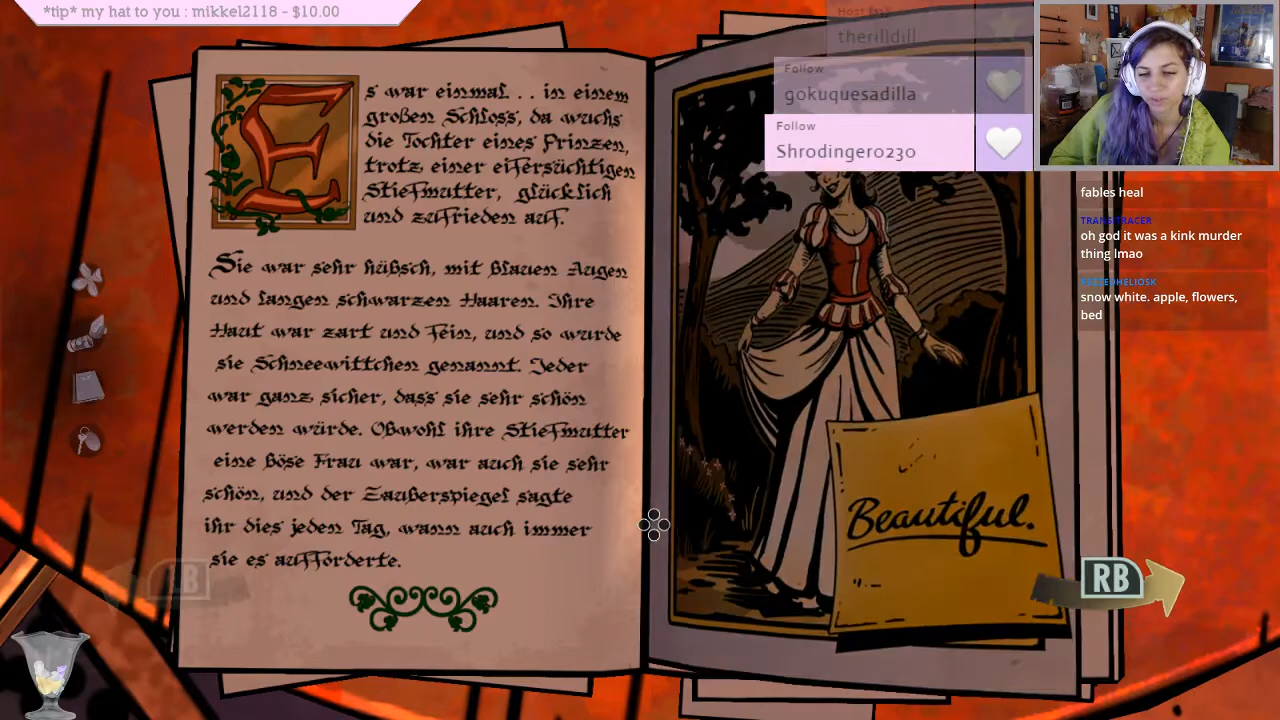 *tip* my hat to you : mikkel2118 - $10.00
Es war einmal . . in einem
großen Schloss, da wuchs
die Tochter eines Prinzen,
trotz einer eifersüchtigen
Stiefmutter, glücklich
und zufrieden auf.
Sie war sehr hübsch, mit blauen Augen
und langen schwarzen Haaren. Ihre
Haut war zart und fein, und so wurde
sie Schneewittchen genannt. Jeder
war ganz sicher, dass sie sehr schön
werden würde. Obwohl ihre Stiefmutter
eine böse Frau war, war auch sie sehr
schön, und der Zauberspiegel sagte
ihr dies jeden Tag, wann auch immer
sie es aufforderte.
RB
therilldill
Follow
gokuquesadilla
Follow
Shrodinger0230
Beautiful.
RB
fables heal
TRANSITRACER
oh god it was a kink murder
thing lmao
snow white. apple, flowers,
bed